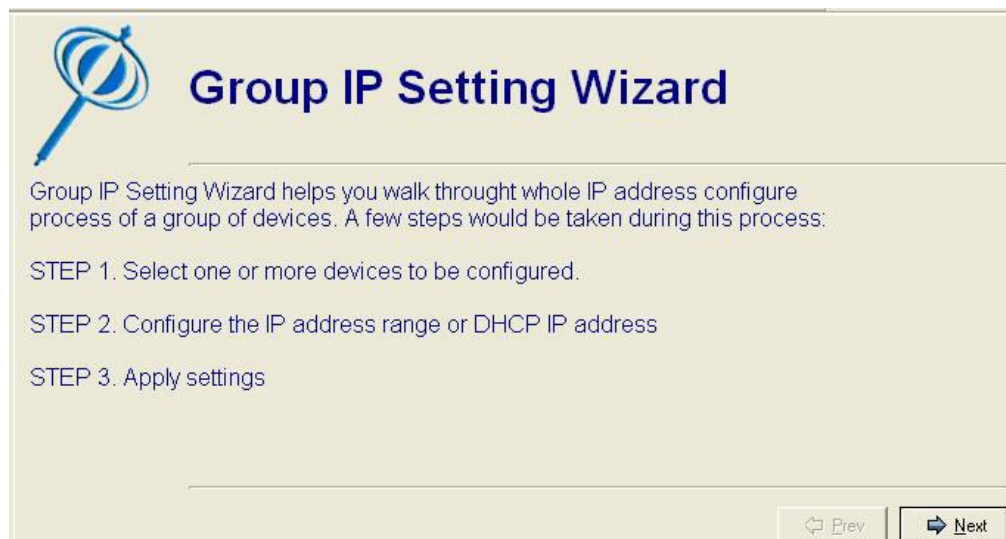 Group IP Setting Wizard
Group IP Setting Wizard helps you walk throught whole IP address configure
process of a group of devices. A few steps would be taken during this process:
STEP 1. Select one or more devices to be configured.
STEP 2. Configure the IP address range or DHCP IP address
STEP 3. Apply settings
Prev
Next